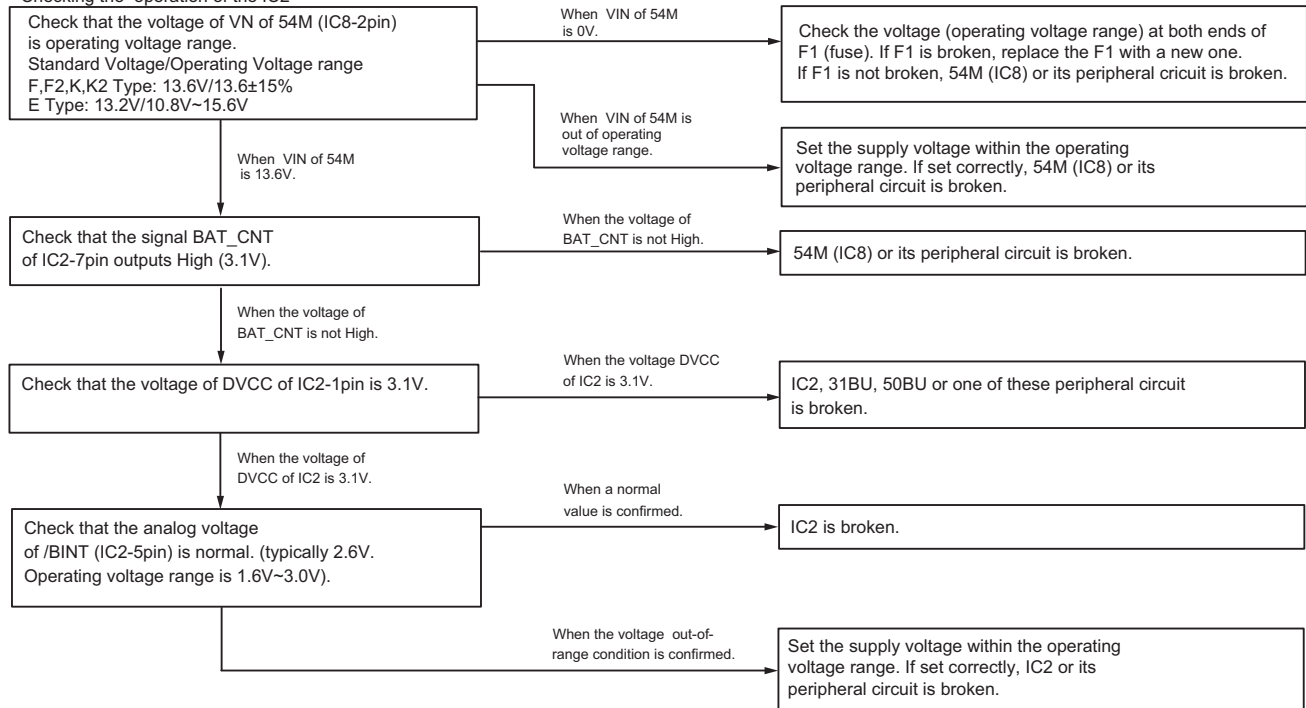 Checking the operation of the IC2
Check that the voltage of VN of 54M (IC8-2pin)
is operating voltage range.
Standard Voltage/Operating Voltage range
F,F2,K,K2 Type: 13.6V/13.6±15%
E Type: 13.2V/10.8V~15.6V
When VIN of 54M
is 0V.
Check the voltage (operating voltage range) at both ends of
F1 (fuse). If F1 is broken, replace the F1 with a new one.
If F1 is not broken, 54M (IC8) or its peripheral cricuit is broken.
When VIN of 54M is
out of operating
voltage range.
Set the supply voltage within the operating
voltage range. If set correctly, 54M (IC8) or its
peripheral circuit is broken.
When VIN of 54M
is 13.6V.
Check that the signal BAT_CNT
of IC2-7pin outputs High (3.1V).
When the voltage of
BAT_CNT is not High.
54M (IC8) or its peripheral circuit is broken.
When the voltage of
BAT_CNT is not High.
Check that the voltage of DVCC of IC2-1pin is 3.1V.
When the voltage DVCC
of IC2 is 3.1V.
IC2, 31BU, 50BU or one of these peripheral circuit
is broken.
When the voltage of
DVCC of IC2 is 3.1V.
Check that the analog voltage
of /BINT (IC2-5pin) is normal. (typically 2.6V.
Operating voltage range is 1.6V~3.0V).
When a normal
value is confirmed.
IC2 is broken.
When the voltage out-of-
range condition is confirmed.
Set the supply voltage within the operating
voltage range. If set correctly, IC2 or its
peripheral circuit is broken.